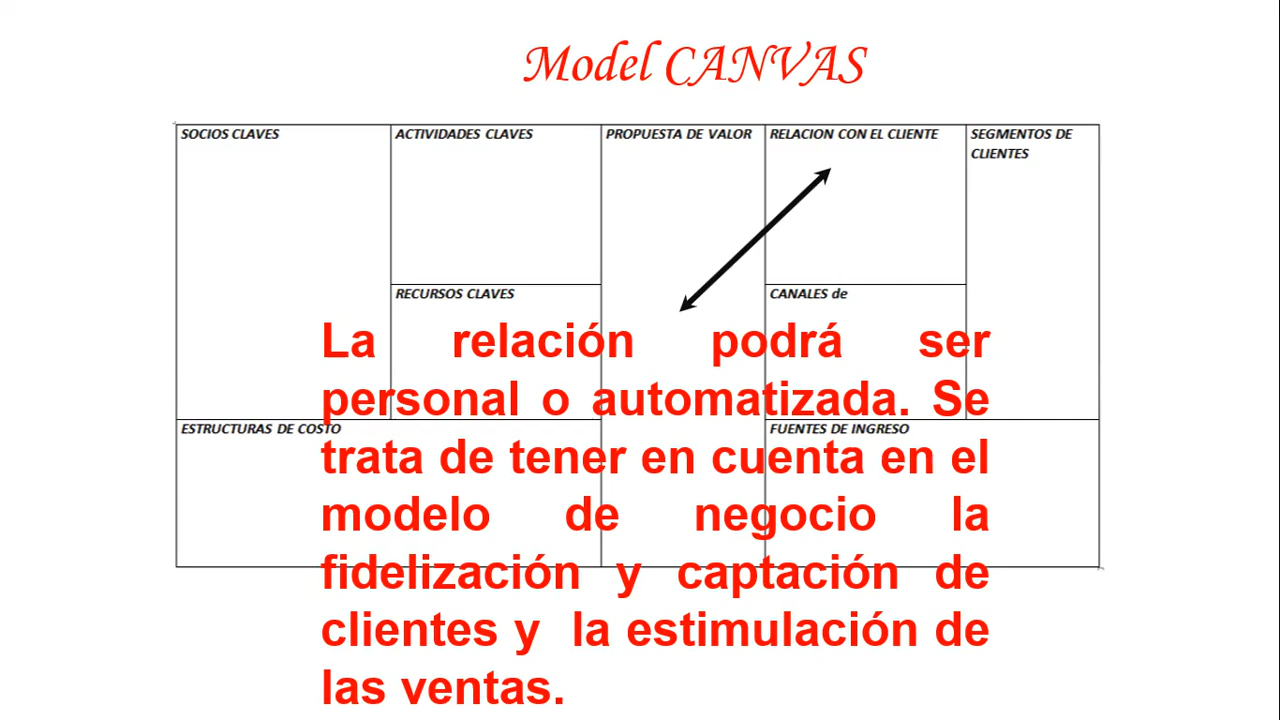 Model CANVAS
SOCIOS CLAVES
ACTIVIDADES CLAVES
PROPUESTA DE VALOR
RELACION CON EL CLIENTE
SEGMENTOS DE
CLIENTES
RECURSOS CLAVES
CANALES de
ESTRUCTURAS DE COSTO
FUENTES DE INGRESO
La relación podrá ser
personal o automatizada. Se
trata de tener en cuenta en el
modelo de negocio la
fidelización y captación de
clientes y la estimulación de
las ventas.